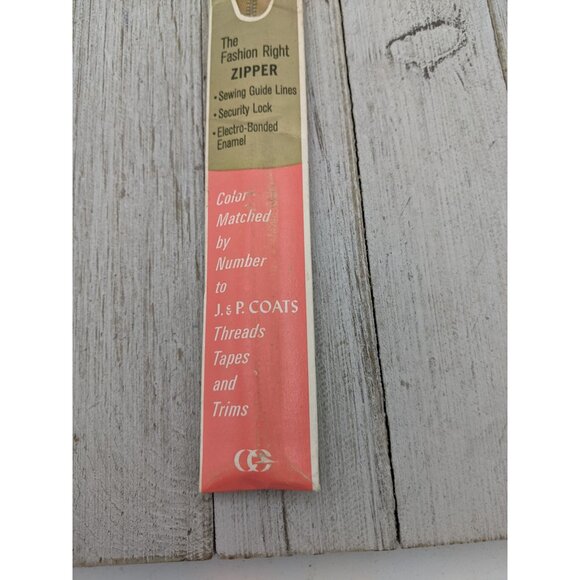 The
Fashion Right
ZIPPER
• Sewing Guide Lines
• Security Lock
• Electro-Bonded
Enamel
Color
Matched
by
Number
to
J. & P. COATS
Threads
Tapes
and
Trims